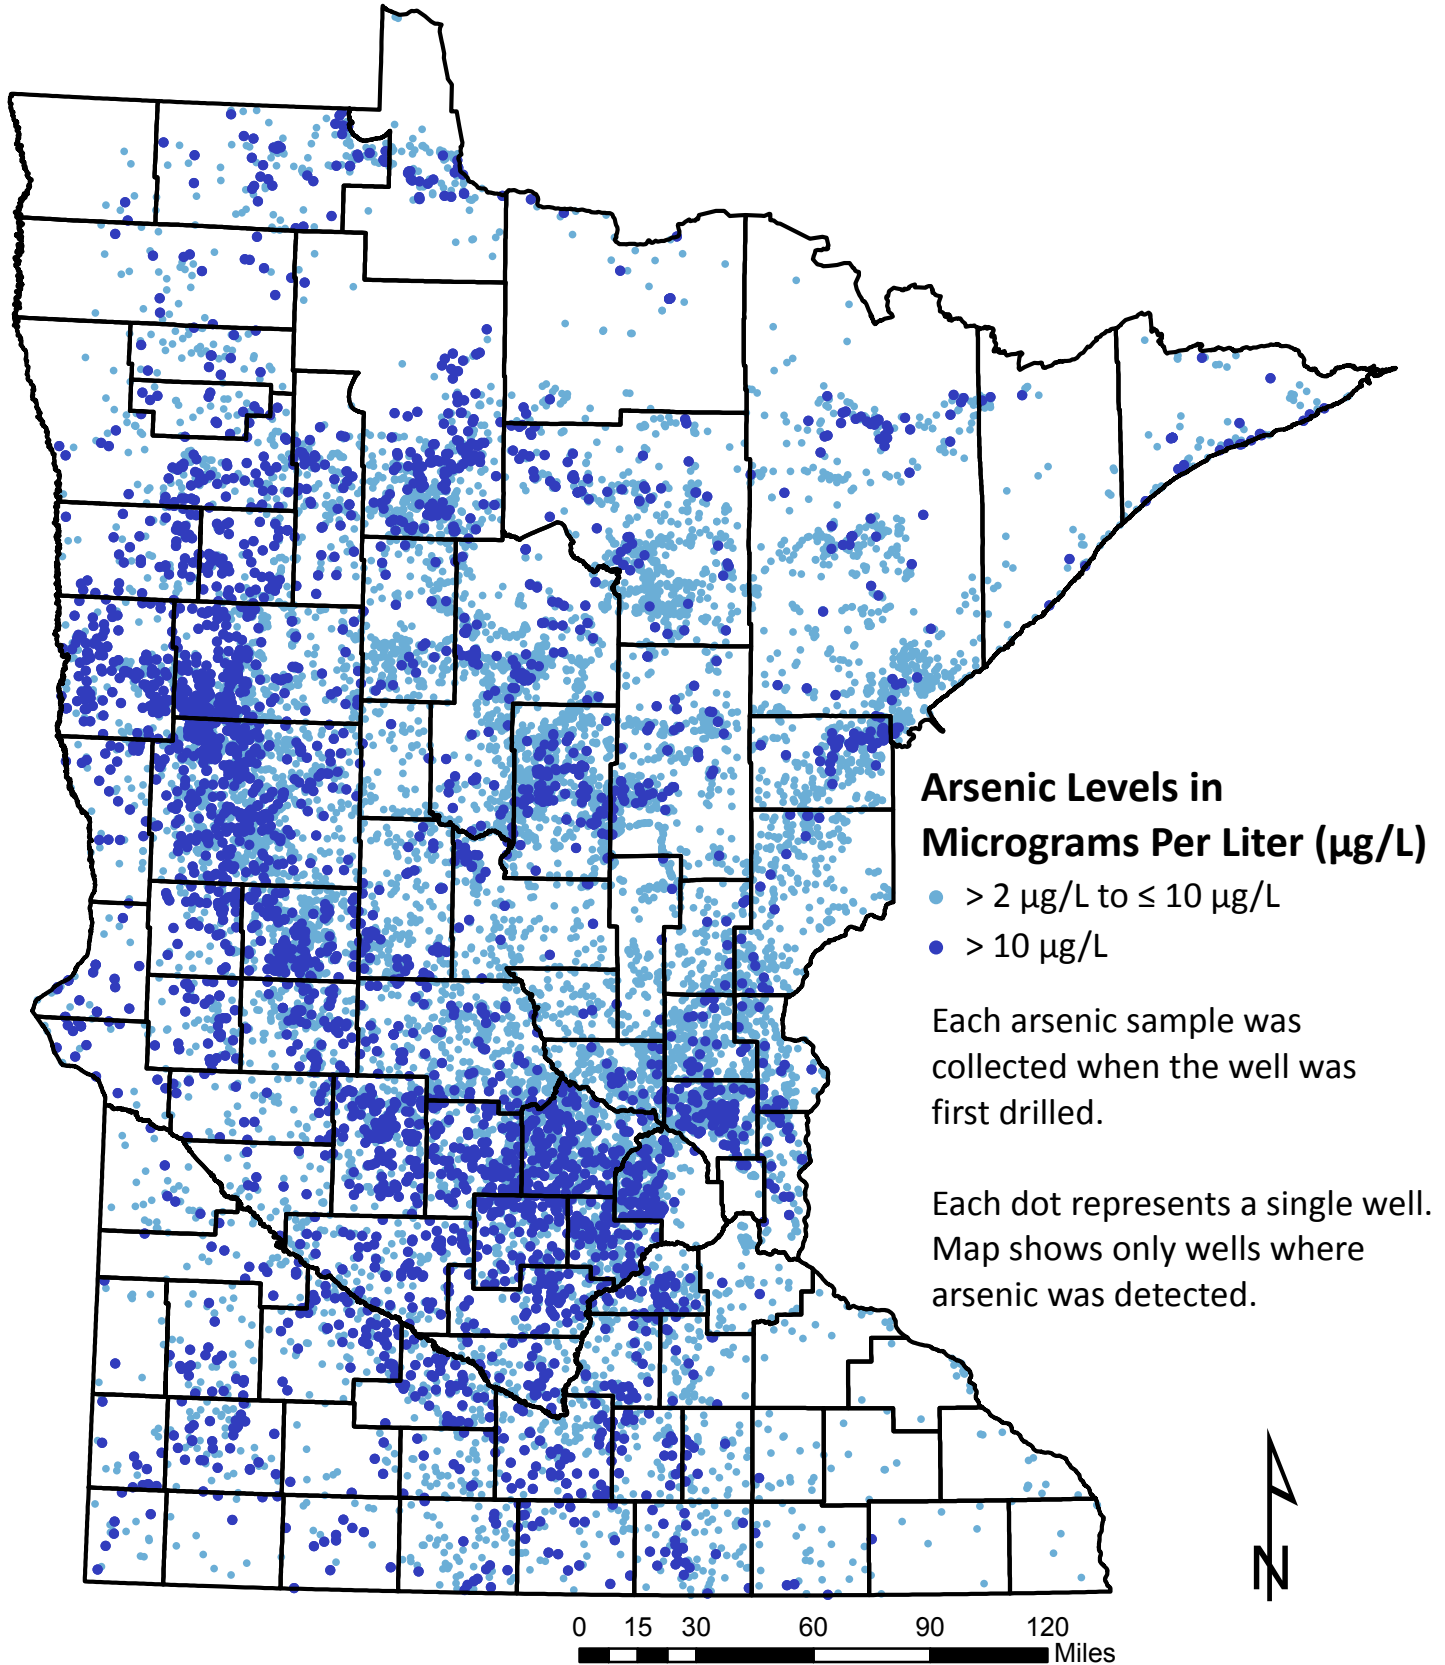 Arsenic Levels in
Micrograms Per Liter (µg/L)
> 2 µg/L to ≤ 10 µg/L
> 10 µg/L
Each arsenic sample was
collected when the well was
first drilled.
Each dot represents a single well.
Map shows only wells where
arsenic was detected.
N
0 15 30 60 90 120
Miles